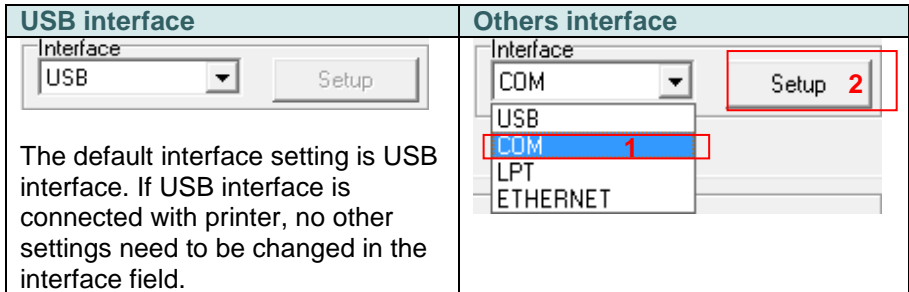 USB interface
Interface
USB
Setup
The default interface setting is USB
interface. If USB interface is
connected with printer, no other
settings need to be changed in the
interface field.
Others interface
Interface
COM
Setup 2
USB
COM 1
LPT
ETHERNET